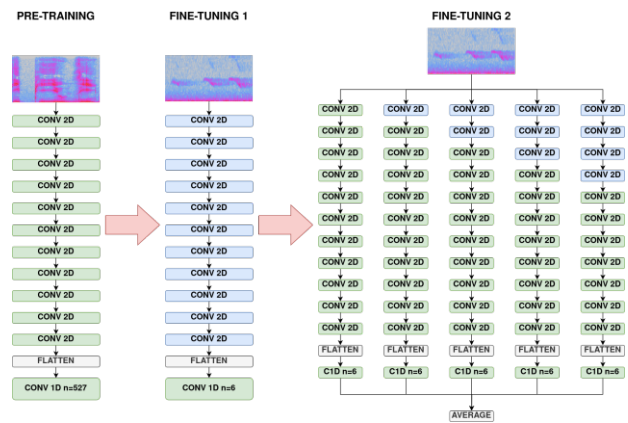 PRE-TRAINING
CONV 2D
CONV 2D
CONV 2D
CONV 2D
CONV 2D
CONV 2D
CONV 2D
CONV 2D
CONV 2D
CONV 2D
CONV 2D
FLATTEN
CONV 1D n=527
FINE-TUNING 1
CONV 2D
CONV 2D
CONV 2D
CONV 2D
CONV 2D
CONV 2D
CONV 2D
CONV 2D
CONV 2D
CONV 2D
CONV 2D
FLATTEN
CONV 1D n=6
FINE-TUNING 2
CONV 2D CONV 2D CONV 2D CONV 2D CONV 2D
CONV 2D CONV 2D CONV 2D CONV 2D CONV 2D
CONV 2D CONV 2D CONV 2D CONV 2D CONV 2D
CONV 2D CONV 2D CONV 2D CONV 2D CONV 2D
CONV 2D CONV 2D CONV 2D CONV 2D CONV 2D
CONV 2D CONV 2D CONV 2D CONV 2D CONV 2D
CONV 2D CONV 2D CONV 2D CONV 2D CONV 2D
CONV 2D CONV 2D CONV 2D CONV 2D CONV 2D
CONV 2D CONV 2D CONV 2D CONV 2D CONV 2D
CONV 2D CONV 2D CONV 2D CONV 2D CONV 2D
CONV 2D CONV 2D CONV 2D CONV 2D CONV 2D
FLATTEN FLATTEN FLATTEN FLATTEN FLATTEN
C1D n=6 C1D n=6 C1D n=6 C1D n=6 C1D n=6
AVERAGE